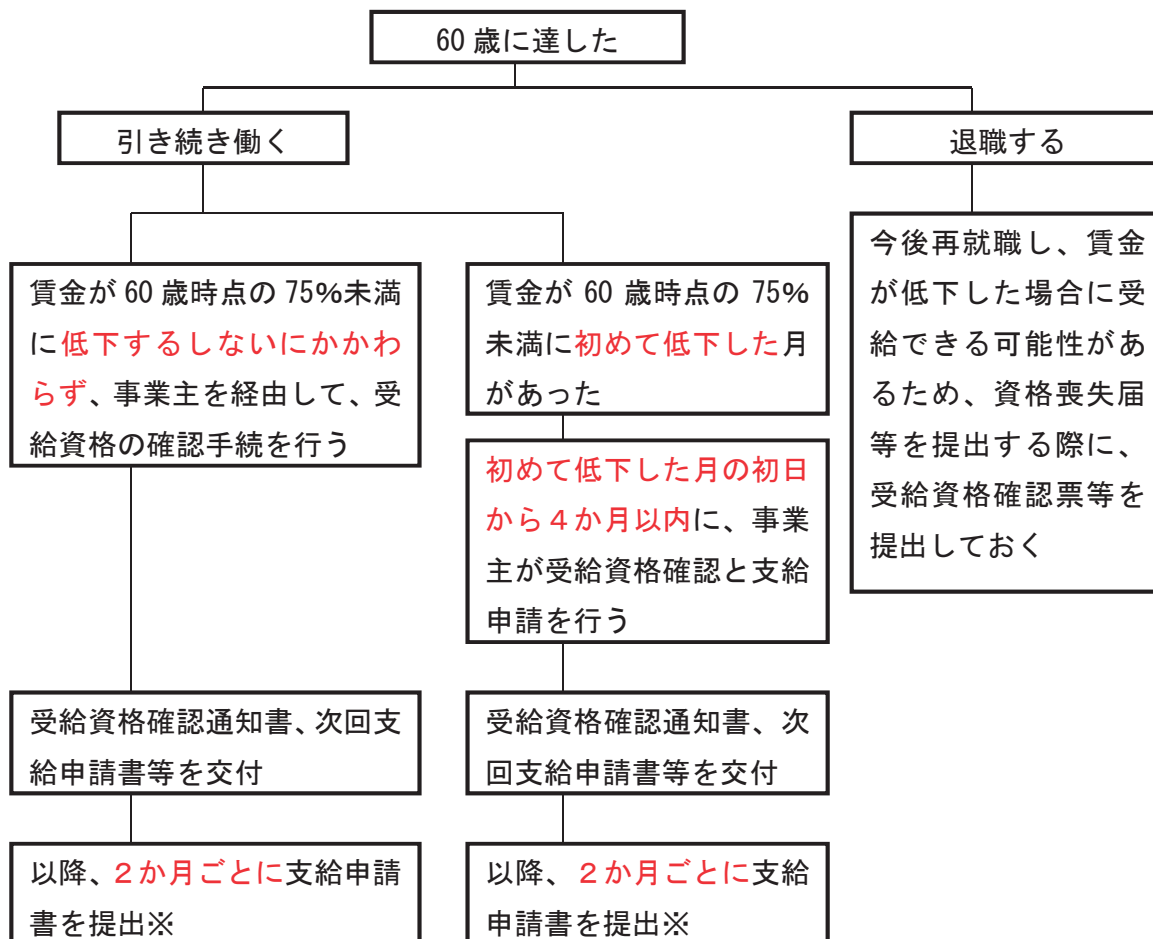 60歳に達した
引き続き働く
退職する
賃金が60歳時点の75%未満
に低下するしないにかかわ
らず、事業主を経由して、受
給資格の確認手続を行う
賃金が60歳時点の75%
未満に初めて低下した月
があった
初めて低下した月の初日
から4か月以内に、事業
主が受給資格確認と支給
申請を行う
今後再就職し、賃金
が低下した場合に受
給できる可能性があ
るため、資格喪失届
等を提出する際に、
受給資格確認票等を
提出しておく
受給資格確認通知書、次回支
給申請書等を交付
受給資格確認通知書、次
回支給申請書等を交付
以降、2か月ごとに支給申請
書を提出※
以降、2か月ごとに支給
申請書を提出※